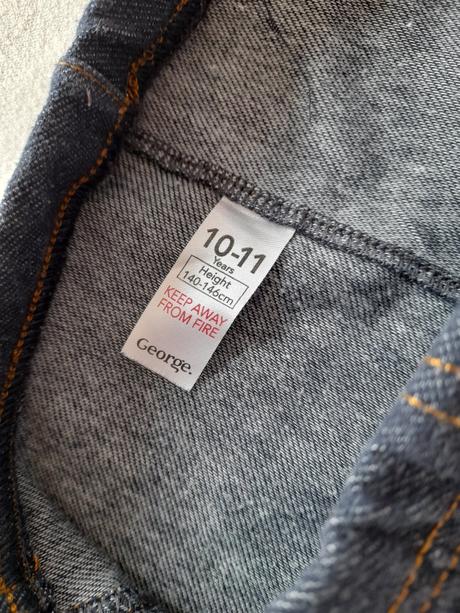 10-11
Years
Height
140-146cm
KEEP AWAY
FROM FIRE
George.